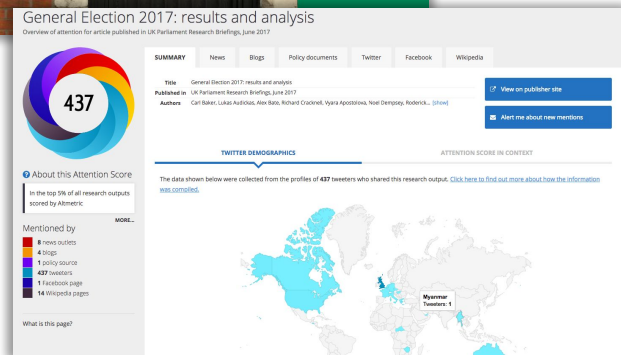 General Election 2017: results and analysis
Overview of attention for article published in UK Parliament Research Briefings, June 2017
437
SUMMARY News Blogs Policy documents Twitter Facebook Wikipedia
Title General Election 2017: results and analysis
Published in UK Parliament Research Briefings, June 2017
Authors Carl Baker, Lukas Audickas, Alex Bate, Richard Cracknell, Vyara Apostolova, Noel Dempsey, Roderick... [show]
View on publisher site
Alert me about new mentions
TWITTER DEMOGRAPHICS ATTENTION SCORE IN CONTEXT
The data shown below were collected from the profiles of 437 tweeters who shared this research output. Click here to find out more about how the information
was compiled.
? About this Attention Score
In the top 5% of all research outputs
scored by Altmetric
MORE...
Mentioned by
8 news outlets
4 blogs
1 policy source
437 tweeters
1 Facebook page
14 Wikipedia pages
What is this page?
Myanmar
Tweeters: 1